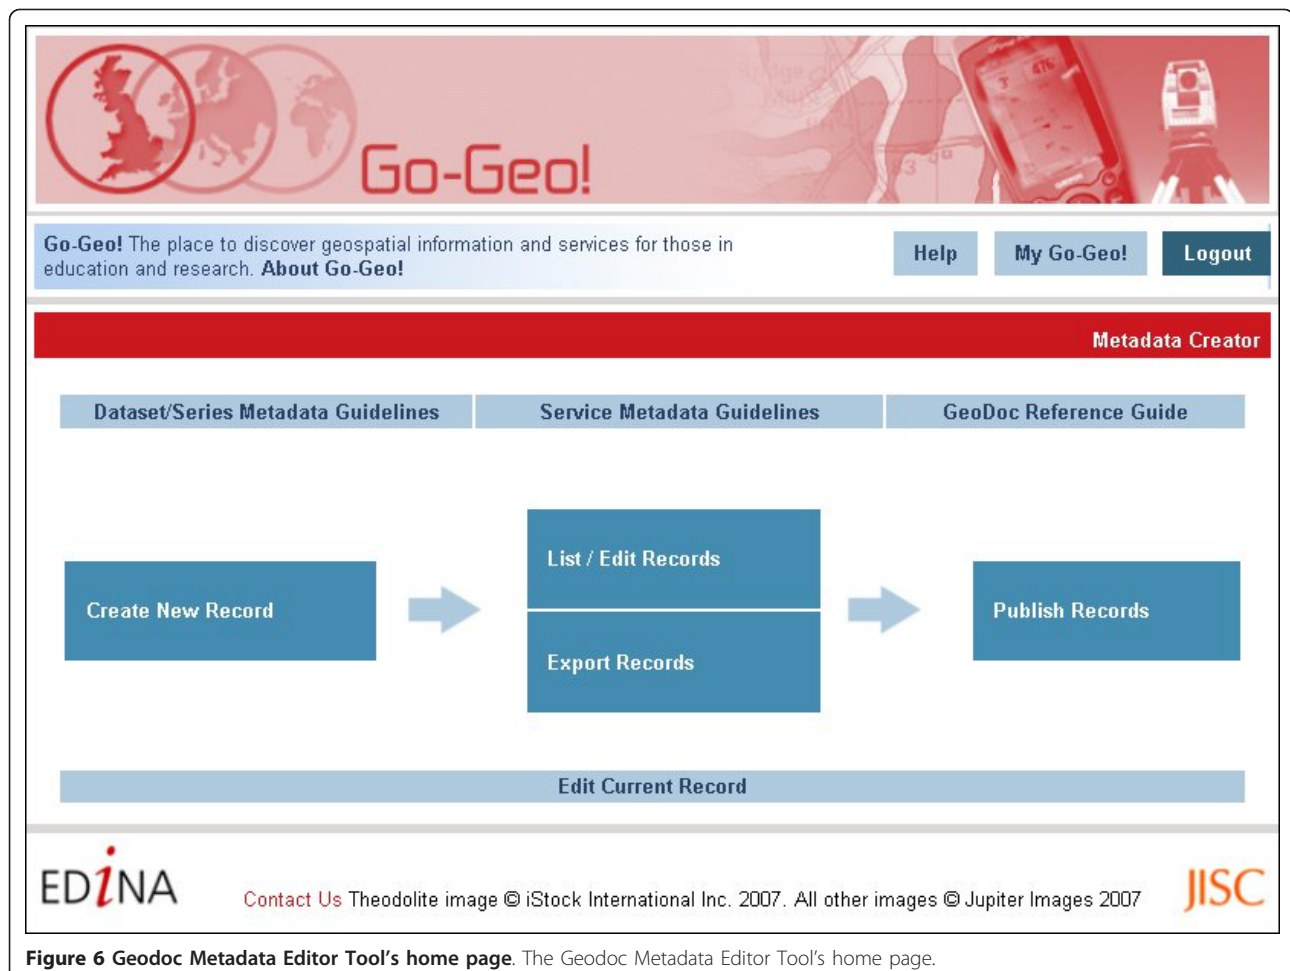 Go-Geo!
Go-Geo! The place to discover geospatial information and services for those in
education and research. About Go-Geo!
Help
My Go-Geo!
Logout
Metadata Creator
Dataset/Series Metadata Guidelines
Service Metadata Guidelines
GeoDoc Reference Guide
List / Edit Records
Create New Record
Publish Records
Export Records
Edit Current Record
EDiNA
Contact Us Theodolite image © iStock International Inc. 2007. All other images © Jupiter Images 2007
JISC
Figure 6 Geodoc Metadata Editor Tool's home page. The Geodoc Metadata Editor Tool's home page.